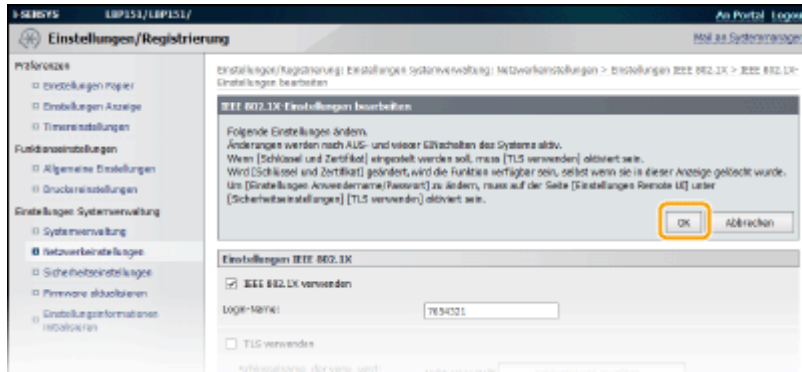 i-SENSYS LBP151/LBP151/ An Portal Logou
Einstellungen/Registrierung Mail an Systemmanager
Präferenzen
Einstellungen Papier
Einstellungen Anzeige
Timereinstellungen
Funktionseinstellungen
Allgemeine Einstellungen
Druckereinstellungen
Einstellungen Systemverwaltung
Systemverwaltung
Netzwerkeinstellungen
Sicherheitseinstellungen
Firmware aktualisieren
Einstellungsinformationen
initialisieren
Einstellungen/Registrierung: Einstellungen Systemverwaltung: Netzwerkeinstellungen > Einstellungen IEEE 802.1X > IEEE 802.1X-
Einstellungen bearbeiten
IEEE 802.1X-Einstellungen bearbeiten
Folgende Einstellungen ändern.
Änderungen werden nach AUS- und wieder EINschalten des Systems aktiv.
Wenn [Schlüssel und Zertifikat] eingestellt werden soll, muss [TLS verwenden] aktiviert sein.
Wird [Schlüssel und Zertifikat] geändert, wird die Funktion verfügbar sein, selbst wenn sie in dieser Anzeige gelöscht wurde.
Um [Einstellungen Anwendername/Passwort] zu ändern, muss auf der Seite [Einstellungen Remote UI] unter
[Sicherheitseinstellungen] [TLS verwenden] aktiviert sein.
OK Abbrechen
Einstellungen IEEE 802.1X
IEEE 802.1X verwenden
Login-Name: 7654321
TLS verwenden